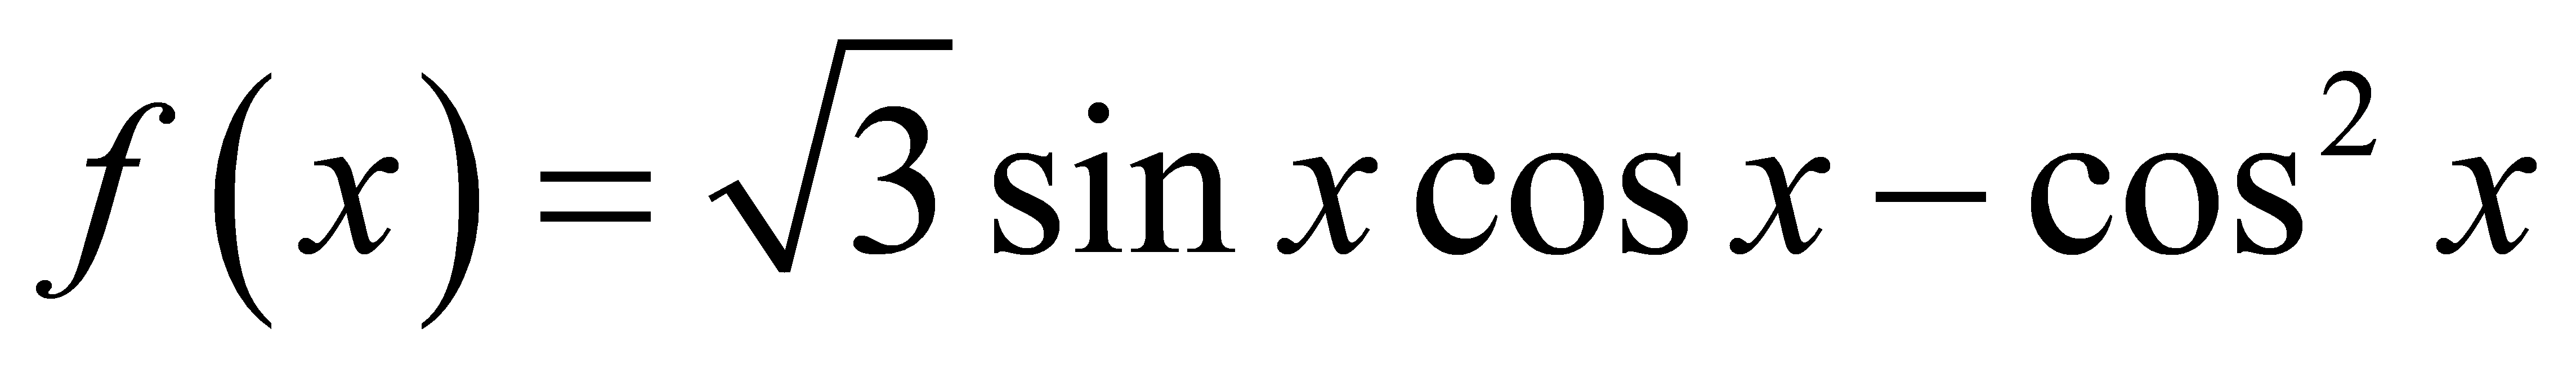 f(x) = √3 sin x cos x − cos² x